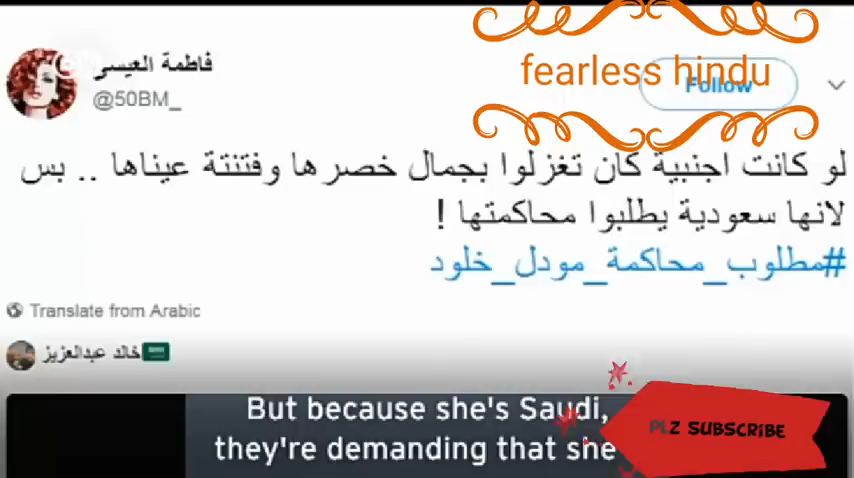 فاطمة العيسى
@50BM_
fearless hindu
Follow
لو كانت اجنبية كان تغزلوا بجمال خصرها وفتنتة عيناها .. بس
لانها سعودية يطلبوا محاكمتها !
#مطلوب_محاكمة_مودل_خلود
Translate from Arabic
خالد عبدالعزيز
But because she's Saudi,
they're demanding that she
PLZ SUBSCRIBE